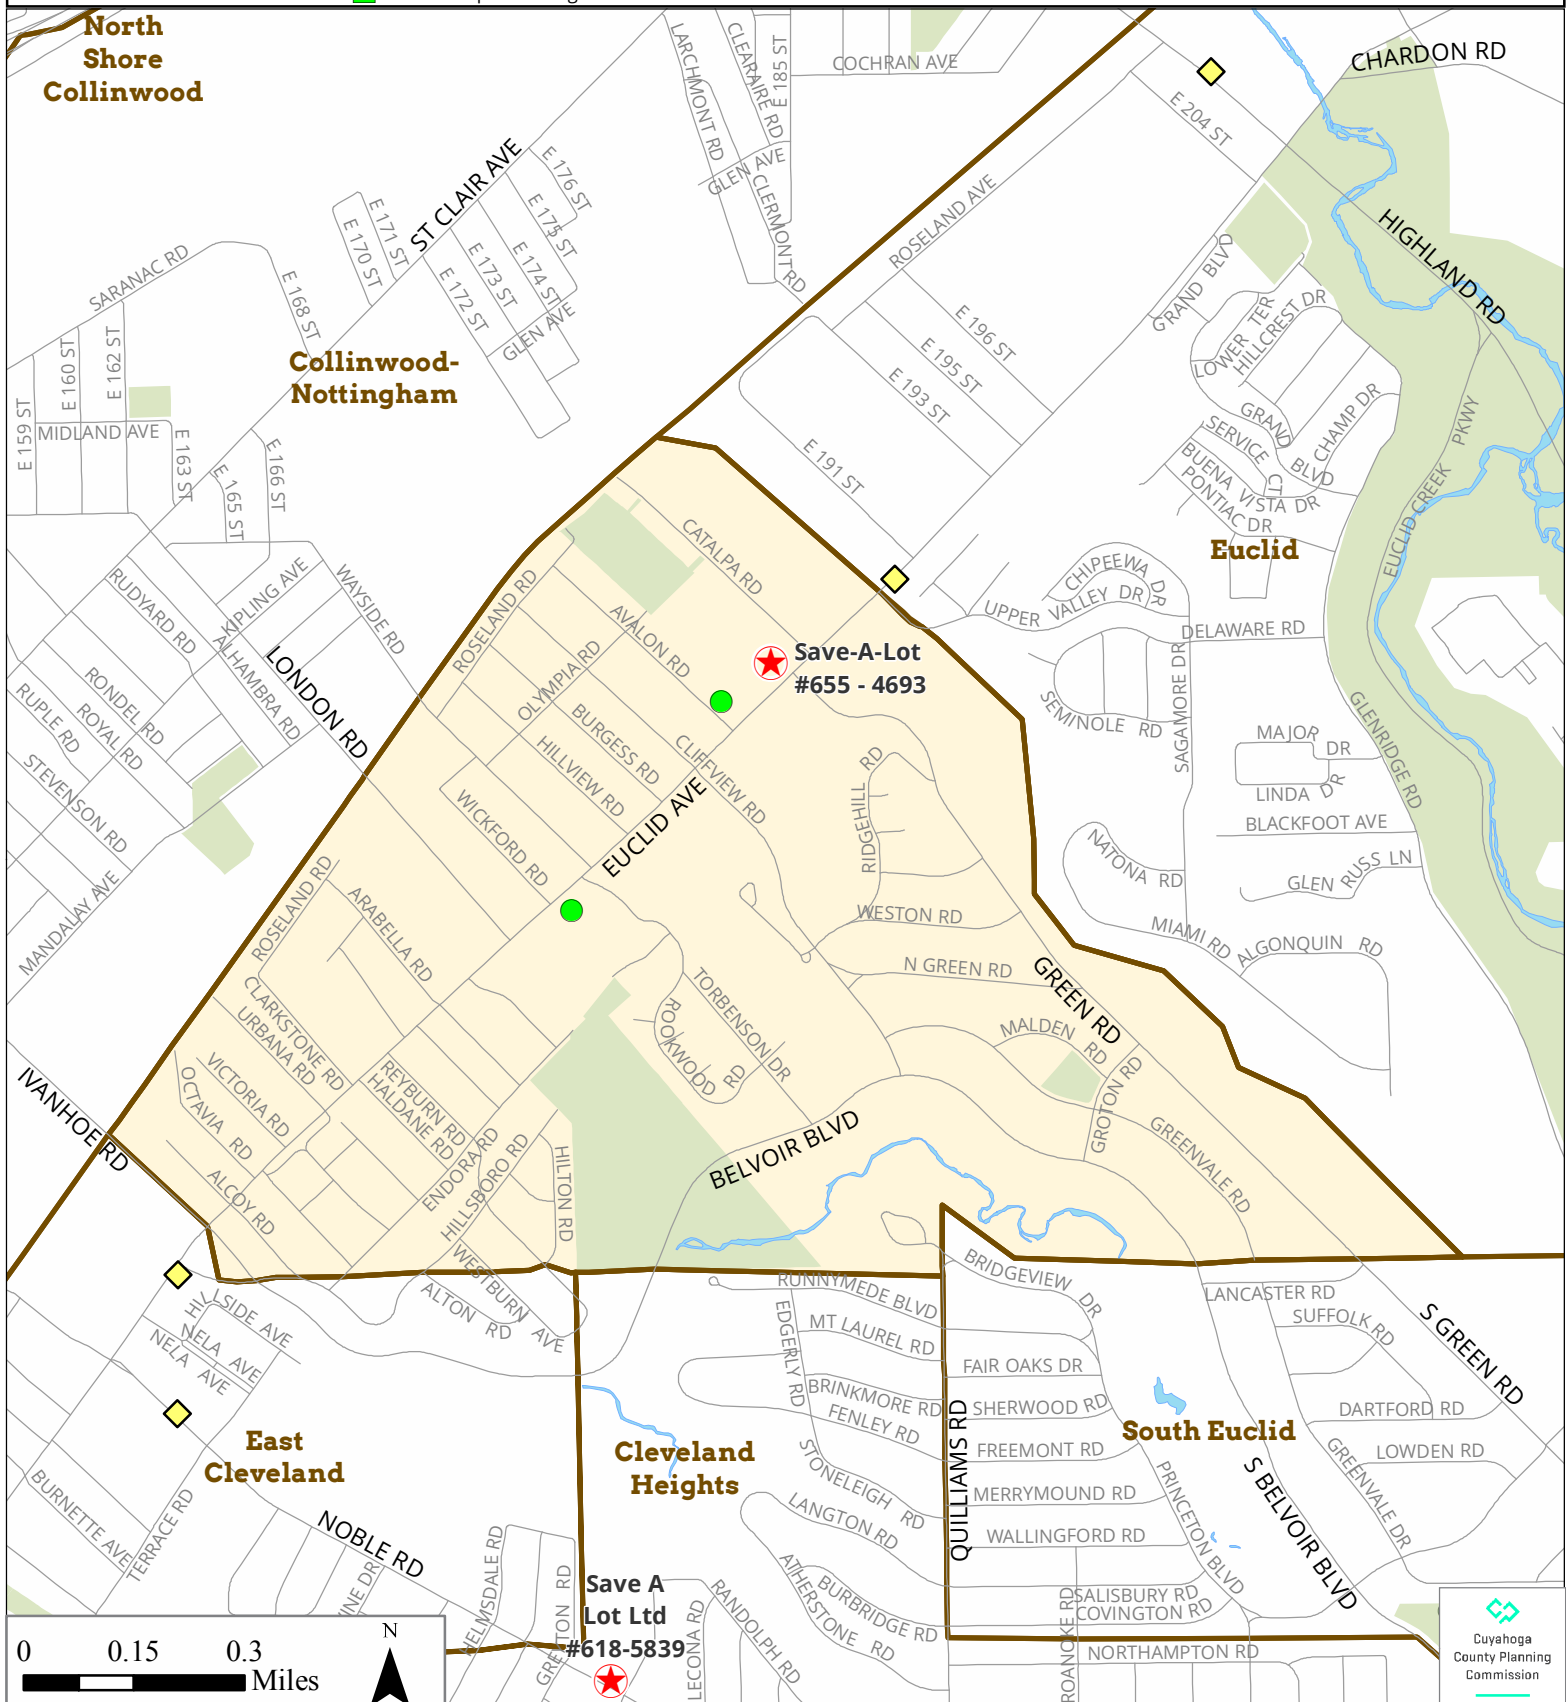 North
Shore
Collinwood
LARCHMONT RD
CLEARAIRE RD
E 185 ST
COCHRAN AVE
CHARDON RD
E 204 ST
ST CLAIR AVE
E 176 ST
GLEN AVE
CLERMONT RD
ROSELAND AVE
E 171 ST
E 170 ST
E 175 ST
E 174 ST
E 173 ST
E 172 ST
GLEN AVE
SARANAC RD
E 168 ST
HIGHLAND RD
GRAND BLVD
LOWER TER
HILLCREST DR
E 162 ST
E 160 ST
E 159 ST
MIDLAND AVE
E 163 ST
E 165 ST
E 166 ST
Collinwood-
Nottingham
E 196 ST
E 195 ST
E 193 ST
E 191 ST
CHAMP DR
GRAND BLVD
SERVICE CT
BUENA VISTA DR
PONTIAC DR
EUCLID CREEK PKWY
Euclid
CATALPA RD
CHIPEEWA DR
UPPER VALLEY DR
DELAWARE RD
RUDYARD RD
KIPLING AVE
WAYSIDE RD
ALHAMBRA RD
LONDON RD
RONDEL RD
ROYAL RD
RUPLE RD
STEVENSON RD
MANDALAY AVE
ROSELAND RD
AVALON RD
OLYMPIA RD
Save-A-Lot
#655 - 4693
SEMINOLE RD
SAGAMORE DR
GLENRIDGE RD
MAJOR DR
LINDA DR
BLACKFOOT AVE
BURGESS RD
HILLVIEW RD
CLIFFVIEW RD
WICKFORD RD
EUCLID AVE
RIDGEHILL RD
NATONA RD
GLEN RUSS LN
WESTON RD
MIAMI RD
ALGONQUIN RD
ROSELAND RD
ARABELLA RD
N GREEN RD
GREEN RD
TORBENSON DR
ROOKWOOD RD
MALDEN RD
GROTON RD
CLARKSTONE RD
URBANA RD
VICTORIA RD
OCTAVIA RD
REYBURN RD
HALDANE RD
IVANHOE RD
ALCOY RD
ENDORA RD
HILLSBORO RD
HILTON RD
BELVOIR BLVD
GREENVALE RD
WESTBURN AVE
ALTON RD
HILLSIDE AVE
NELA AVE
NELA AVE
RUNNYMEDE BLVD
BRIDGEVIEW DR
LANCASTER RD
SUFFOLK RD
S GREEN RD
MT LAUREL RD
EDGERLY RD
FAIR OAKS DR
BRINKMORE RD
SHERWOOD RD
DARTFORD RD
FENLEY RD
FREEMONT RD
LOWDEN RD
South Euclid
East
Cleveland
Cleveland
Heights
QUILLIAMS RD
STONELEIGH RD
MERRYMOUND RD
PRINCETON BLVD
S BELVOIR BLVD
GREENVALE DR
LANGTON RD
WALLINGFORD RD
BURNETTE AVE
TERRACE RD
NOBLE RD
HELMSDALE RD
GRETON RD
Save A
Lot Ltd
#618-5839
ATHERSTONE RD
BURBRIDGE RD
SALISBURY RD
COVINGTON RD
RANDOLPH RD
ROANOKE RD
NORTHAMPTON RD
0 0.15 0.3
Miles
N
Cuyahoga
County Planning
Commission